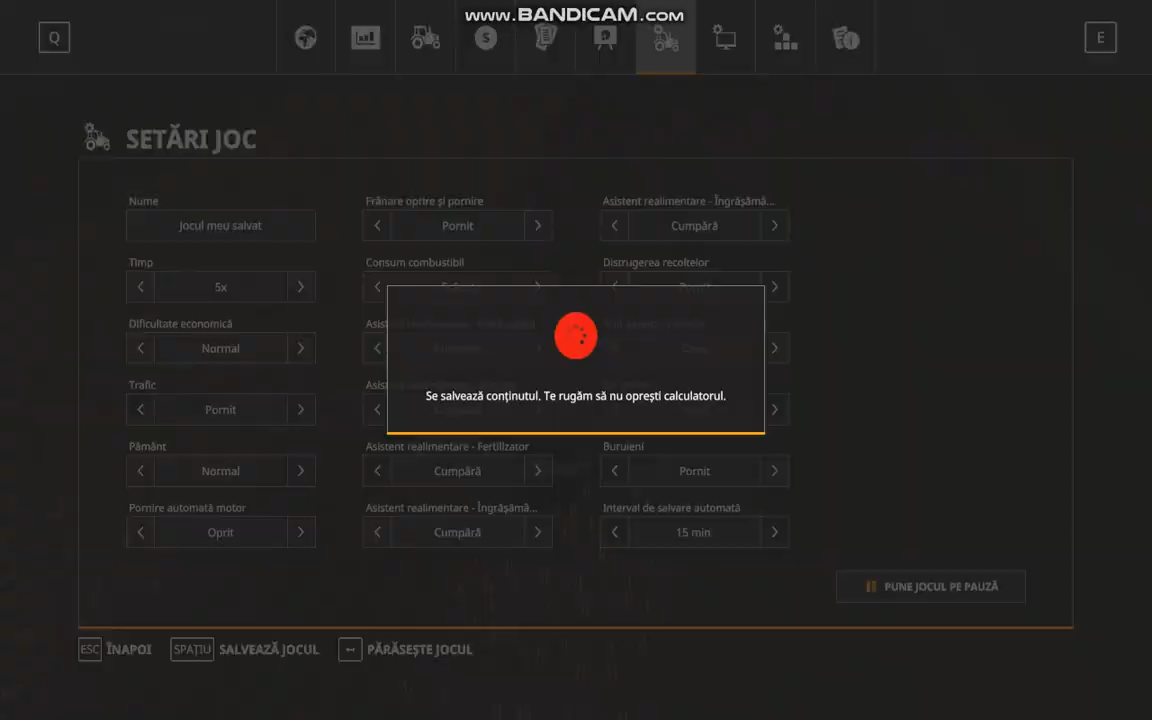 www.BANDICAM.com
Q
E
SETĂRI JOC
Nume
Jocul meu salvat
Timp
5x
Dificultate economică
Normal
Trafic
Pornit
Pământ
Normal
Pornire automată motor
Oprit
Frânare oprire și pornire
Pornit
Consum combustibil
Asistent realimentare - Fertilizator
Cumpără
Asistent realimentare - Îngrășămâ...
Cumpără
Asistent realimentare - Îngrășămâ...
Cumpără
Distrugerea recoltelor
Pornit
Buruieni
Pornit
Interval de salvare automată
15 min
Se salvează conținutul. Te rugăm să nu oprești calculatorul.
PUNE JOCUL PE PAUZĂ
ESC ÎNAPOI SPAȚIU SALVEAZĂ JOCUL PĂRĂSEȘTE JOCUL